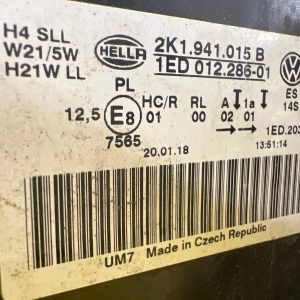 H4 SLL
W21/5W
H21W LL
HELLA
2K1.941.015 B
1ED 012.286-01
PL
12,5 E8
7565
HC/R RL A 1a
01 00 02 01
20.01.18
ES
14S
→→ 1ED.203
13:51:14
UM7 Made in Czech Republic